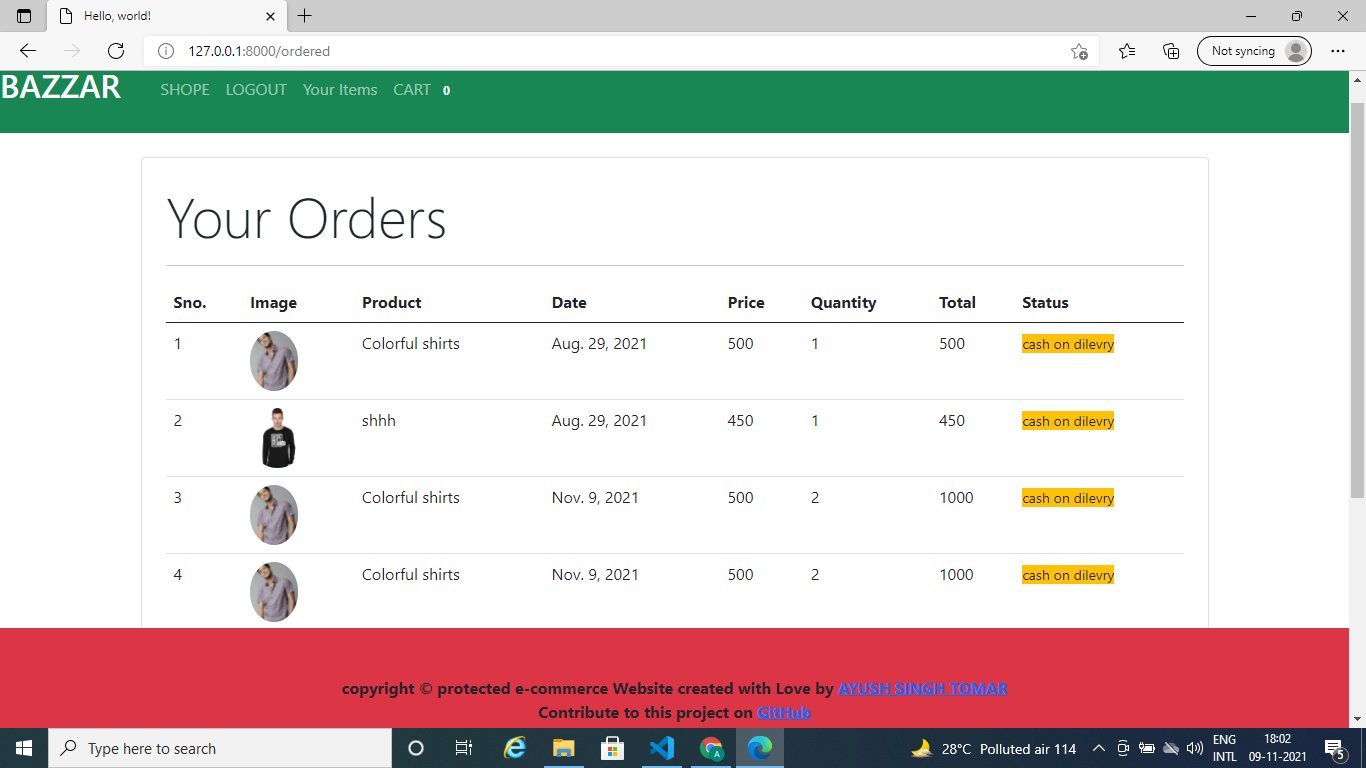 Hello, world!
127.0.0.1:8000/ordered
Not syncing
BAZZAR SHOPE LOGOUT Your Items CART 0
Your Orders
Sno. Image Product Date Price Quantity Total Status
1 Colorful shirts Aug. 29, 2021 500 1 500 cash on dilevry
2 shhh Aug. 29, 2021 450 1 450 cash on dilevry
3 Colorful shirts Nov. 9, 2021 500 2 1000 cash on dilevry
4 Colorful shirts Nov. 9, 2021 500 2 1000 cash on dilevry
copyright © protected e-commerce Website created with Love by AYUSH SINGH TOMAR
Contribute to this project on GitHub
Type here to search
28°C Polluted air 114
ENG
INTL
18:02
09-11-2021
5